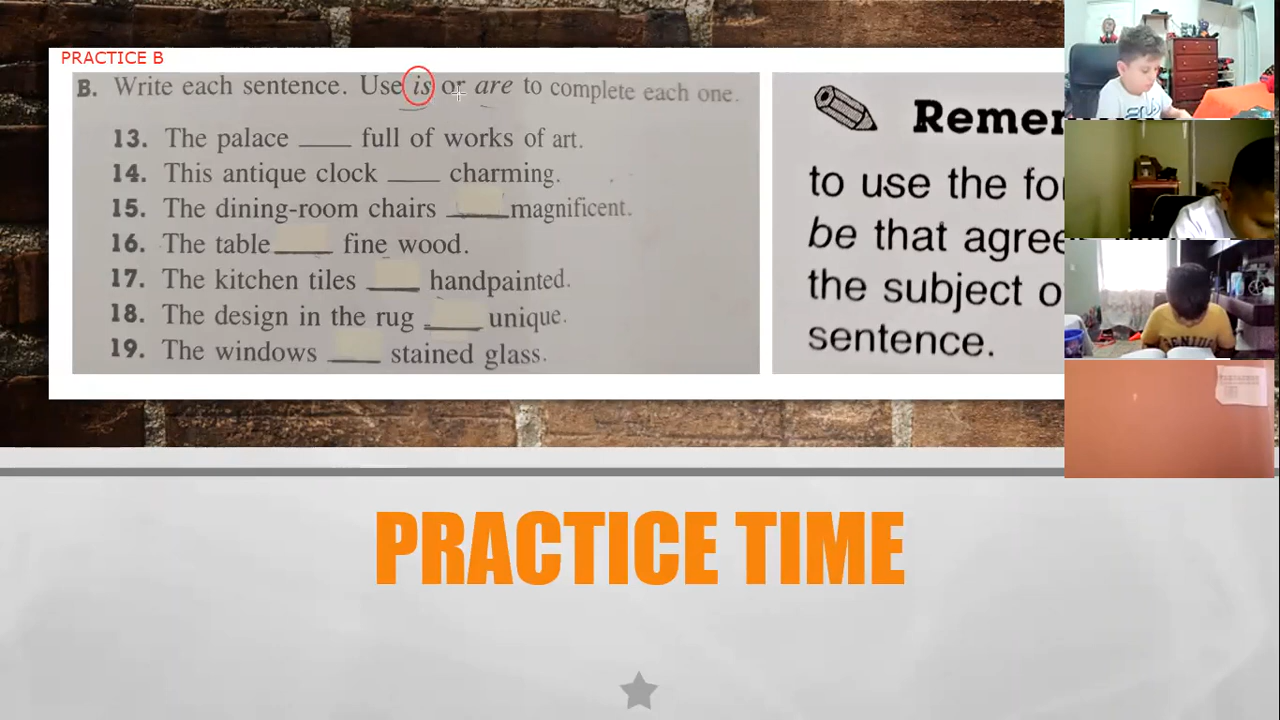 PRACTICE B
B. Write each sentence. Use is or are to complete each one.
13. The palace ____ full of works of art.
14. This antique clock ____ charming.
15. The dining-room chairs ____ magnificent.
16. The table ____ fine wood.
17. The kitchen tiles ____ handpainted.
18. The design in the rug ____ unique.
19. The windows ____ stained glass.
Remem
to use the fo
be that agree
the subject o
sentence.
PRACTICE TIME